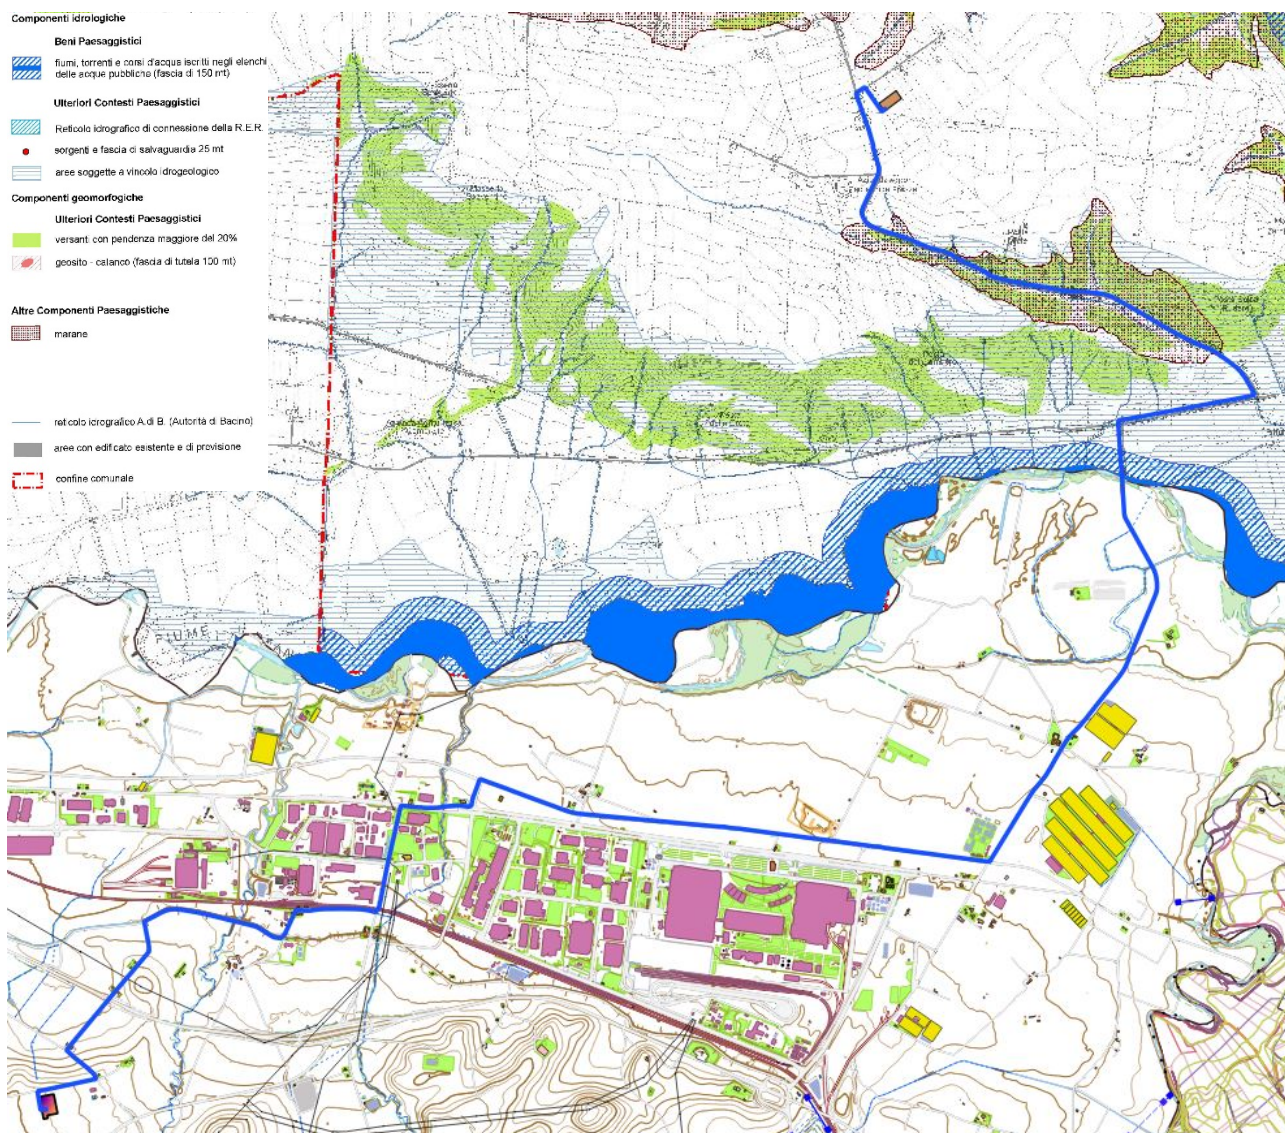 Componenti idrologiche
Beni Paesaggistici
fiumi, torrenti e corsi d'acqua iscritti negli elenchi
delle acque pubbliche (fascia di 150 mt)
Ulteriori Contesti Paesaggistici
Reticolo idrografico di connessione della R.E.R.
sorgenti e fascia di salvaguardia 25 mt
aree soggette a vincolo idrogeologico
Componenti geomorfogiche
Ulteriori Contesti Paesaggistici
versanti con pendenza maggiore del 20%
geosito - calanco (fascia di tutela 100 mt)
Altre Componenti Paesaggistiche
marane
reticolo idrografico A.di B. (Autorità di Bacino)
aree con edificato esistente e di provisione
confine comunale
FIUME